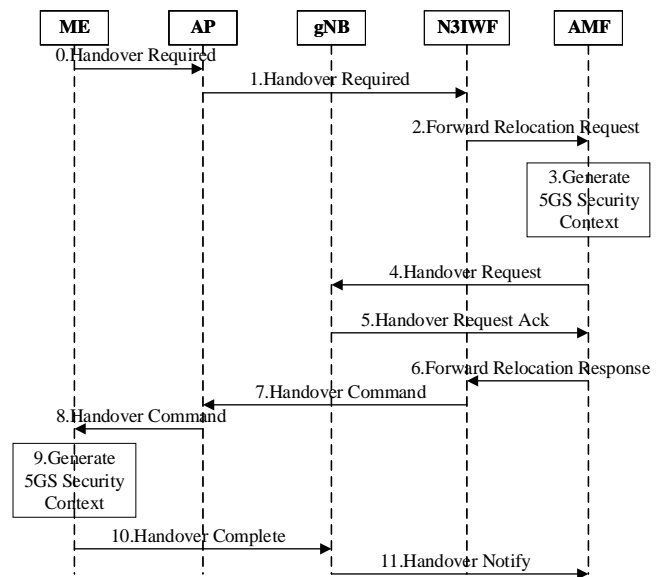 ME
AP
gNB
N3IWF
AMF
0.Handover Required
1.Handover Required
2.Forward Relocation Request
3.Generate
5GS Security
Context
4.Handover Request
5.Handover Request Ack
6.Forward Relocation Response
7.Handover Command
8.Handover Command
9.Generate
5GS Security
Context
10.Handover Complete
11.Handover Notify